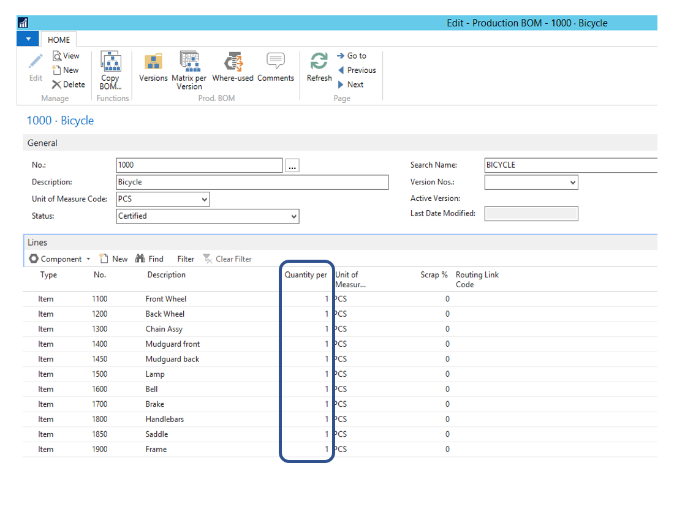 Edit - Production BOM - 1000 · Bicycle
HOME
Edit
View
New
Delete
Manage
Copy BOM...
Functions
Versions
Matrix per Version
Where-used
Comments
Prod. BOM
Refresh
Go to
Previous
Next
Page
1000 · Bicycle
General
No.: 1000 ...
Search Name: BICYCLE
Description: Bicycle
Version Nos.:
Unit of Measure Code: PCS
Active Version:
Status: Certified
Last Date Modified:
Lines
Component New Find Filter Clear Filter
Type No. Description Quantity per Unit of Measur... Scrap % Routing Link Code
Item 1100 Front Wheel 1 PCS 0
Item 1200 Back Wheel 1 PCS 0
Item 1300 Chain Assy 1 PCS 0
Item 1400 Mudguard front 1 PCS 0
Item 1450 Mudguard back 1 PCS 0
Item 1500 Lamp 1 PCS 0
Item 1600 Bell 1 PCS 0
Item 1700 Brake 1 PCS 0
Item 1800 Handlebars 1 PCS 0
Item 1850 Saddle 1 PCS 0
Item 1900 Frame 1 PCS 0